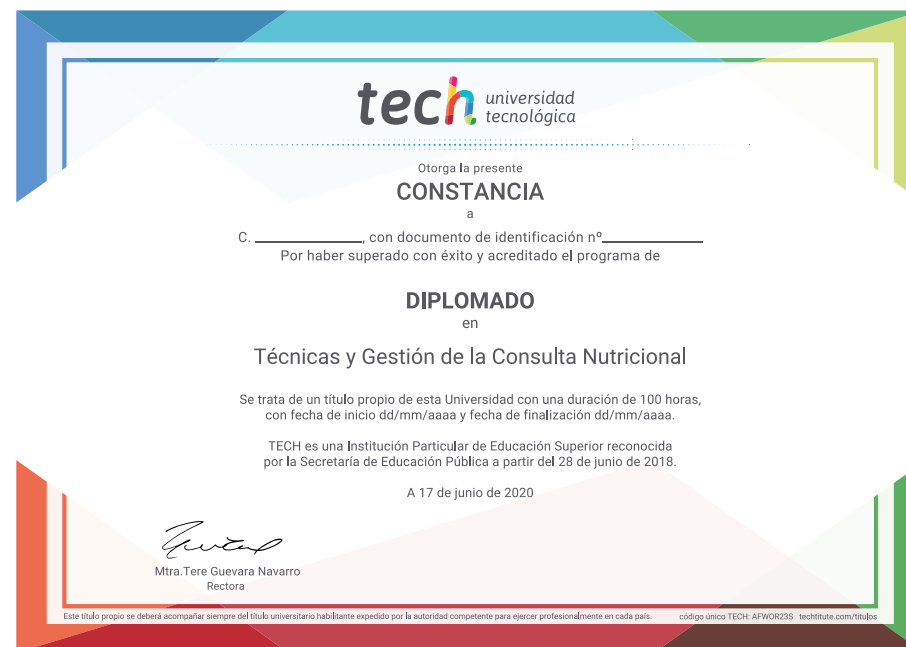 tech universidad
tecnológica
Otorga la presente
CONSTANCIA
a
C. ____________, con documento de identificación nº____________
Por haber superado con éxito y acreditado el programa de
DIPLOMADO
en
Técnicas y Gestión de la Consulta Nutricional
Se trata de un título propio de esta Universidad con una duración de 100 horas,
con fecha de inicio dd/mm/aaaa y fecha de finalización dd/mm/aaaa.
TECH es una Institución Particular de Educación Superior reconocida
por la Secretaría de Educación Pública a partir del 28 de junio de 2018.
A 17 de junio de 2020
Mtra.Tere Guevara Navarro
Rectora
Este título propio se deberá acompañar siempre del título universitario habilitante expedido por la autoridad competente para ejercer profesionalmente en cada país. código único TECH: AFWOR23S techtitute.com/titulos